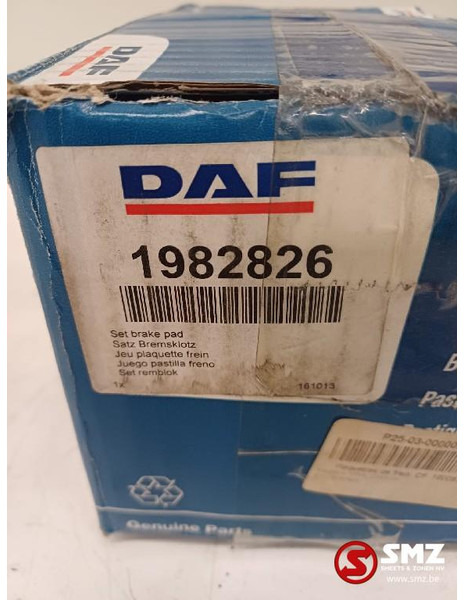 DAF
DAF
1982826
Set brake pad
Satz Bremsklotz
Jeu plaquette frein
Juego pastilla freno
Set remblok
1x 161013
Genuine Parts
SMZ
SMEETS & ZONEN NV
www.smz.be